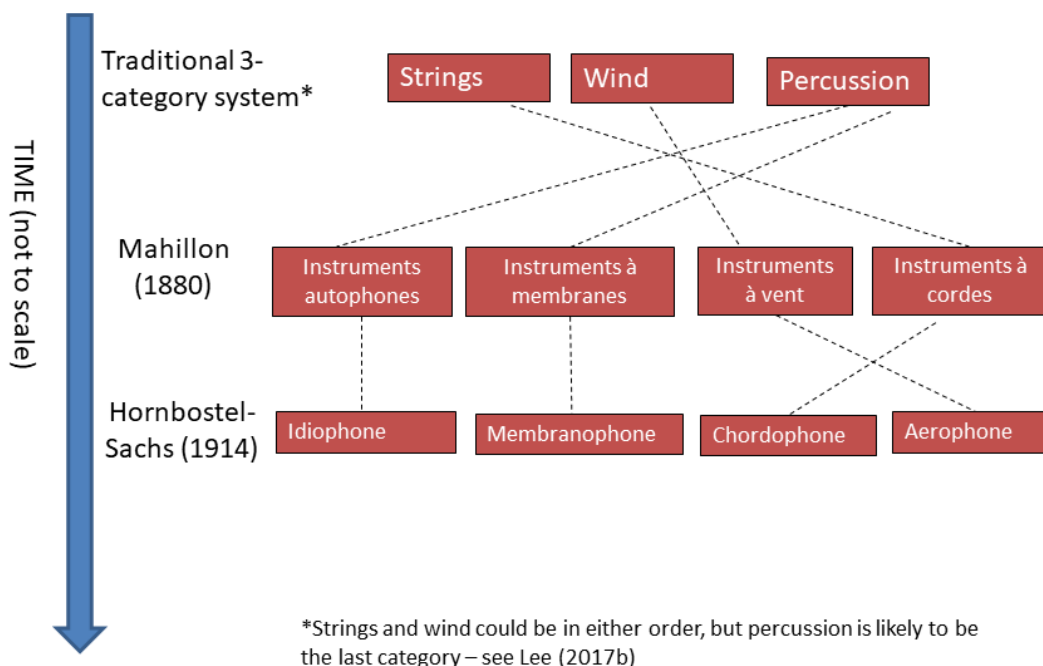 Traditional 3-
category system*
Strings
Wind
Percussion
TIME (not to scale)
Mahillon
(1880)
Instruments
autophones
Instruments à
membranes
Instruments
à vent
Instruments à
cordes
Hornbostel-
Sachs (1914)
Idiophone
Membranophone
Chordophone
Aerophone
*Strings and wind could be in either order, but percussion is likely to be
the last category – see Lee (2017b)